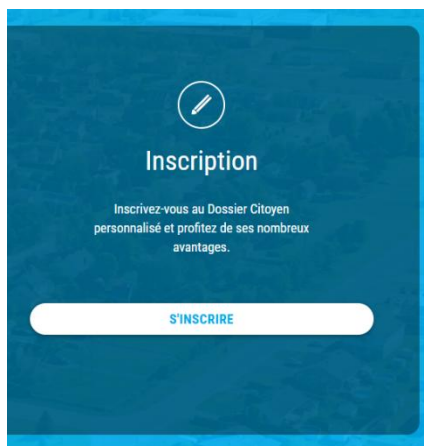 Inscription
Inscrivez-vous au Dossier Citoyen
personnalisé et profitez de ses nombreux
avantages.
S'INSCRIRE